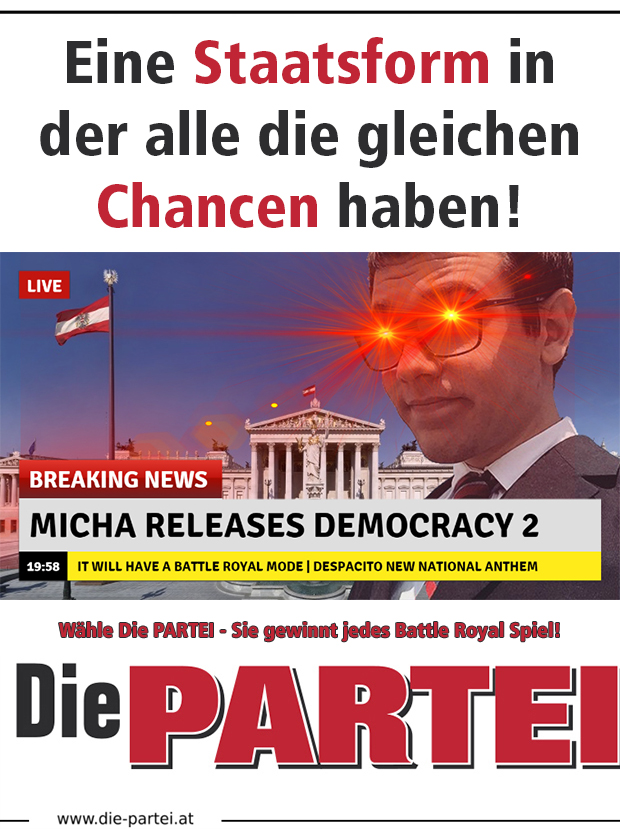 Eine Staatsform in
der alle die gleichen
Chancen haben!
LIVE
BREAKING NEWS
MICHA RELEASES DEMOCRACY 2
19:58 IT WILL HAVE A BATTLE ROYAL MODE | DESPACITO NEW NATIONAL ANTHEM
Wähle Die PARTEI - Sie gewinnt jedes Battle Royal Spiel!
Die PARTEI
www.die-partei.at